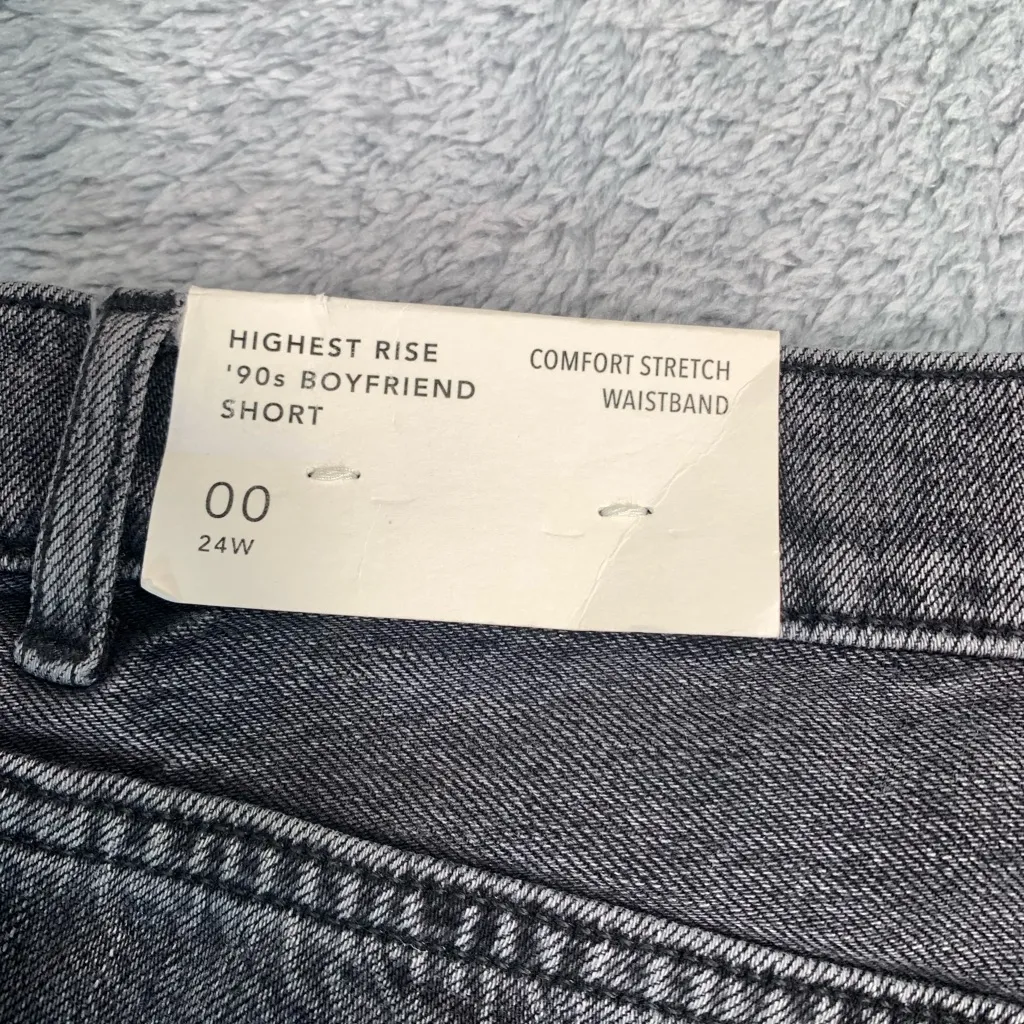 HIGHEST RISE
'90s BOYFRIEND
SHORT
COMFORT STRETCH
WAISTBAND
00
24W